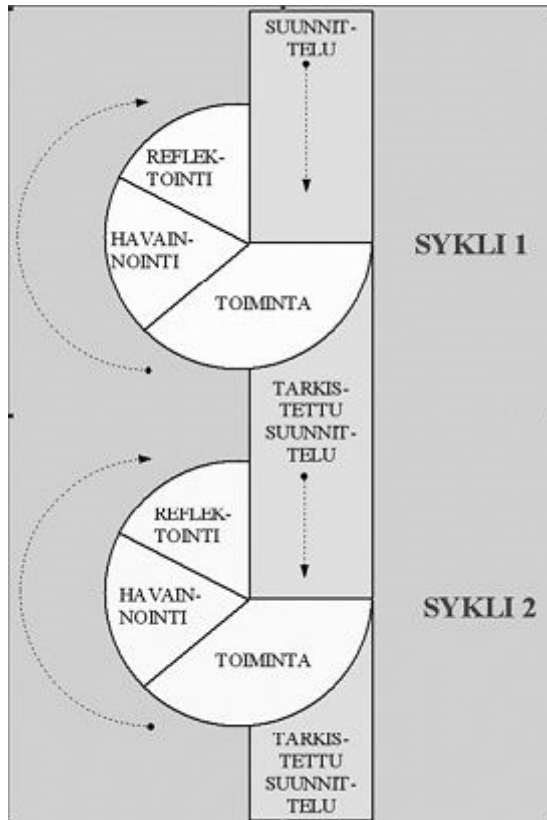 SUUNNIT-
TELU
REFLEK-
TOINTI
HAVAIN-
NOINTI
SYKLI 1
TOIMINTA
TARKIS-
TETTU
SUUNNIT-
TELU
REFLEK-
TOINTI
HAVAIN-
NOINTI
SYKLI 2
TOIMINTA
TARKIS-
TETTU
SUUNNIT-
TELU